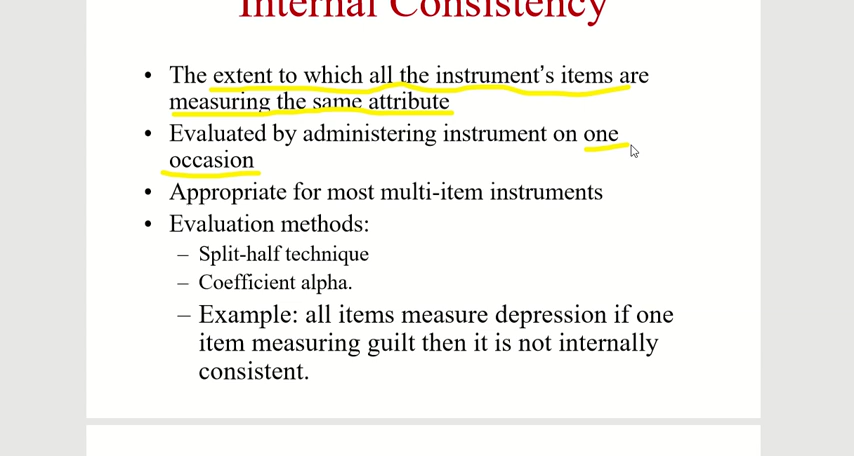 Internal Consistency
• The extent to which all the instrument's items are
measuring the same attribute
• Evaluated by administering instrument on one
occasion
• Appropriate for most multi-item instruments
• Evaluation methods:
– Split-half technique
– Coefficient alpha.
– Example: all items measure depression if one
item measuring guilt then it is not internally
consistent.